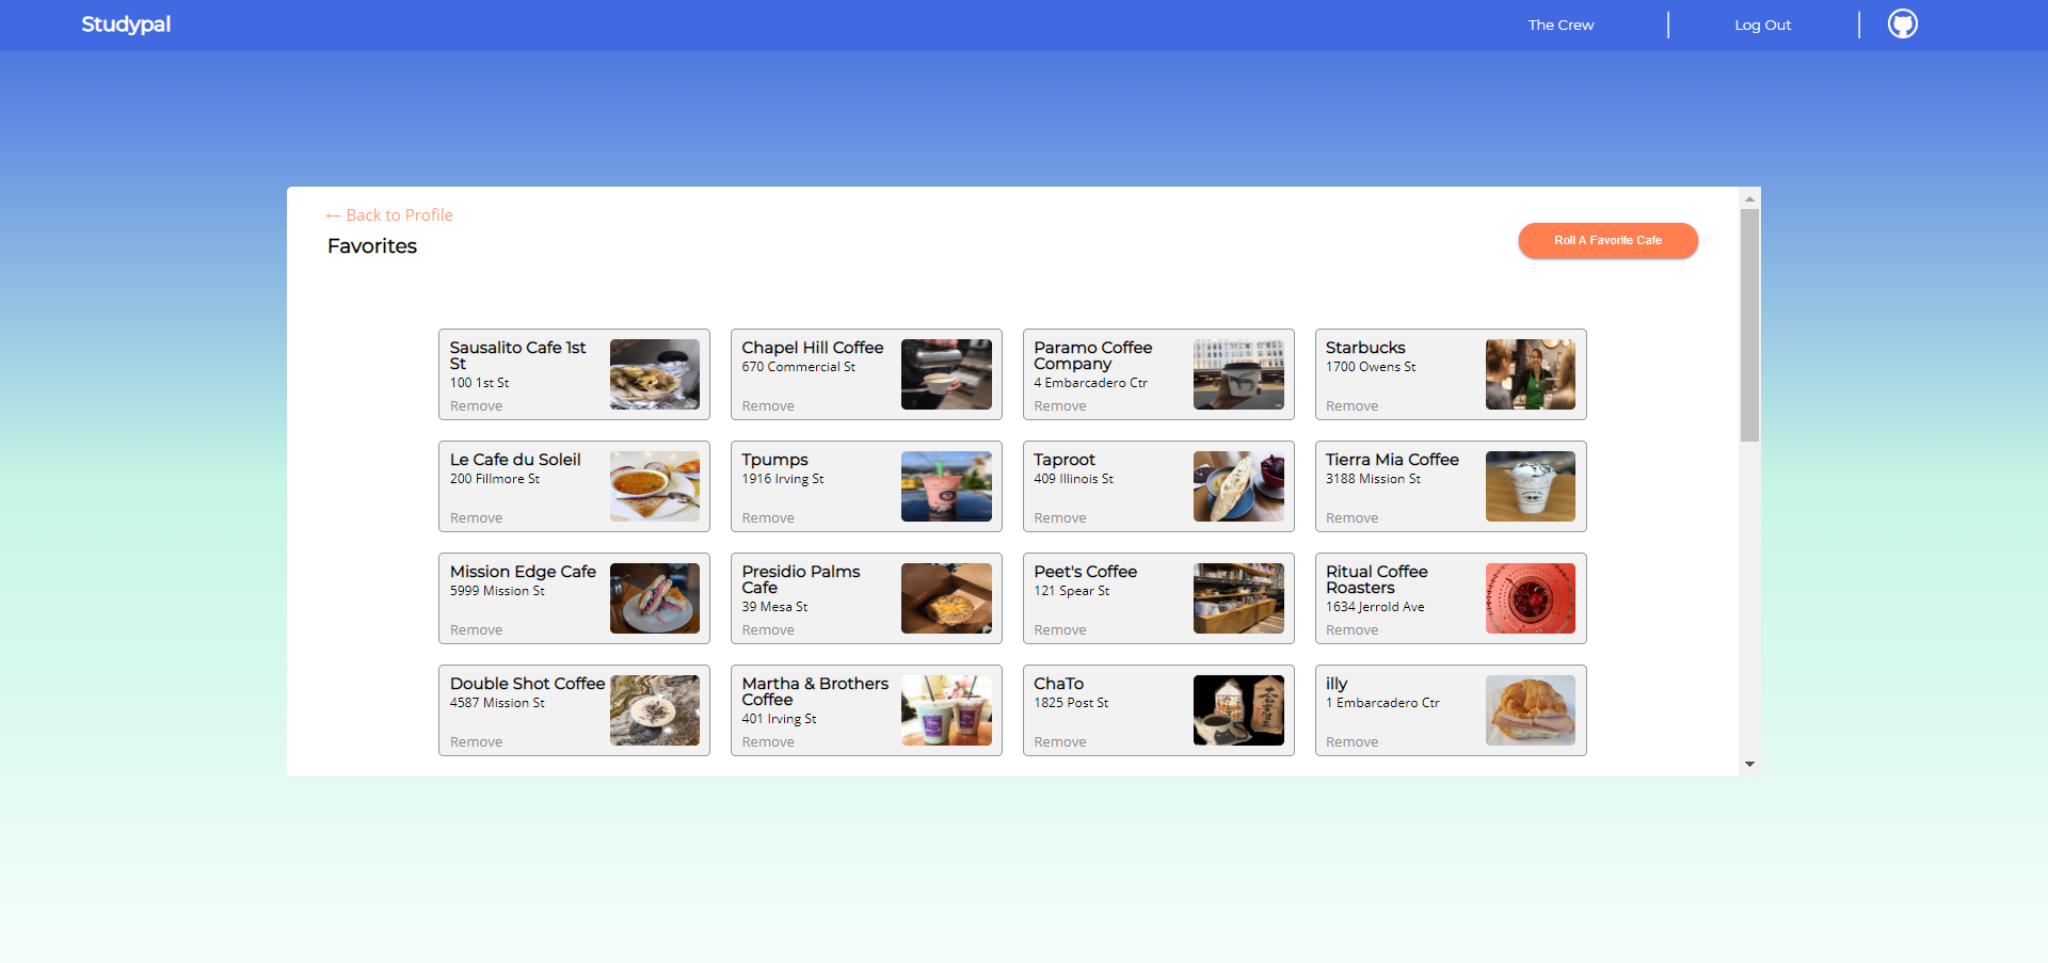 Studypal
The Crew
Log Out
← Back to Profile
Favorites
Roll A Favorite Cafe
Sausalito Cafe 1st
St
100 1st St
Remove
Chapel Hill Coffee
670 Commercial St
Remove
Paramo Coffee
Company
4 Embarcadero Ctr
Remove
Starbucks
1700 Owens St
Remove
Le Cafe du Soleil
200 Fillmore St
Remove
Tpumps
1916 Irving St
Remove
Taproot
409 Illinois St
Remove
Tierra Mia Coffee
3188 Mission St
Remove
Mission Edge Cafe
5999 Mission St
Remove
Presidio Palms
Cafe
39 Mesa St
Remove
Peet's Coffee
121 Spear St
Remove
Ritual Coffee
Roasters
1634 Jerrold Ave
Remove
Double Shot Coffee
4587 Mission St
Remove
Martha & Brothers
Coffee
401 Irving St
Remove
ChaTo
1825 Post St
Remove
illy
1 Embarcadero Ctr
Remove